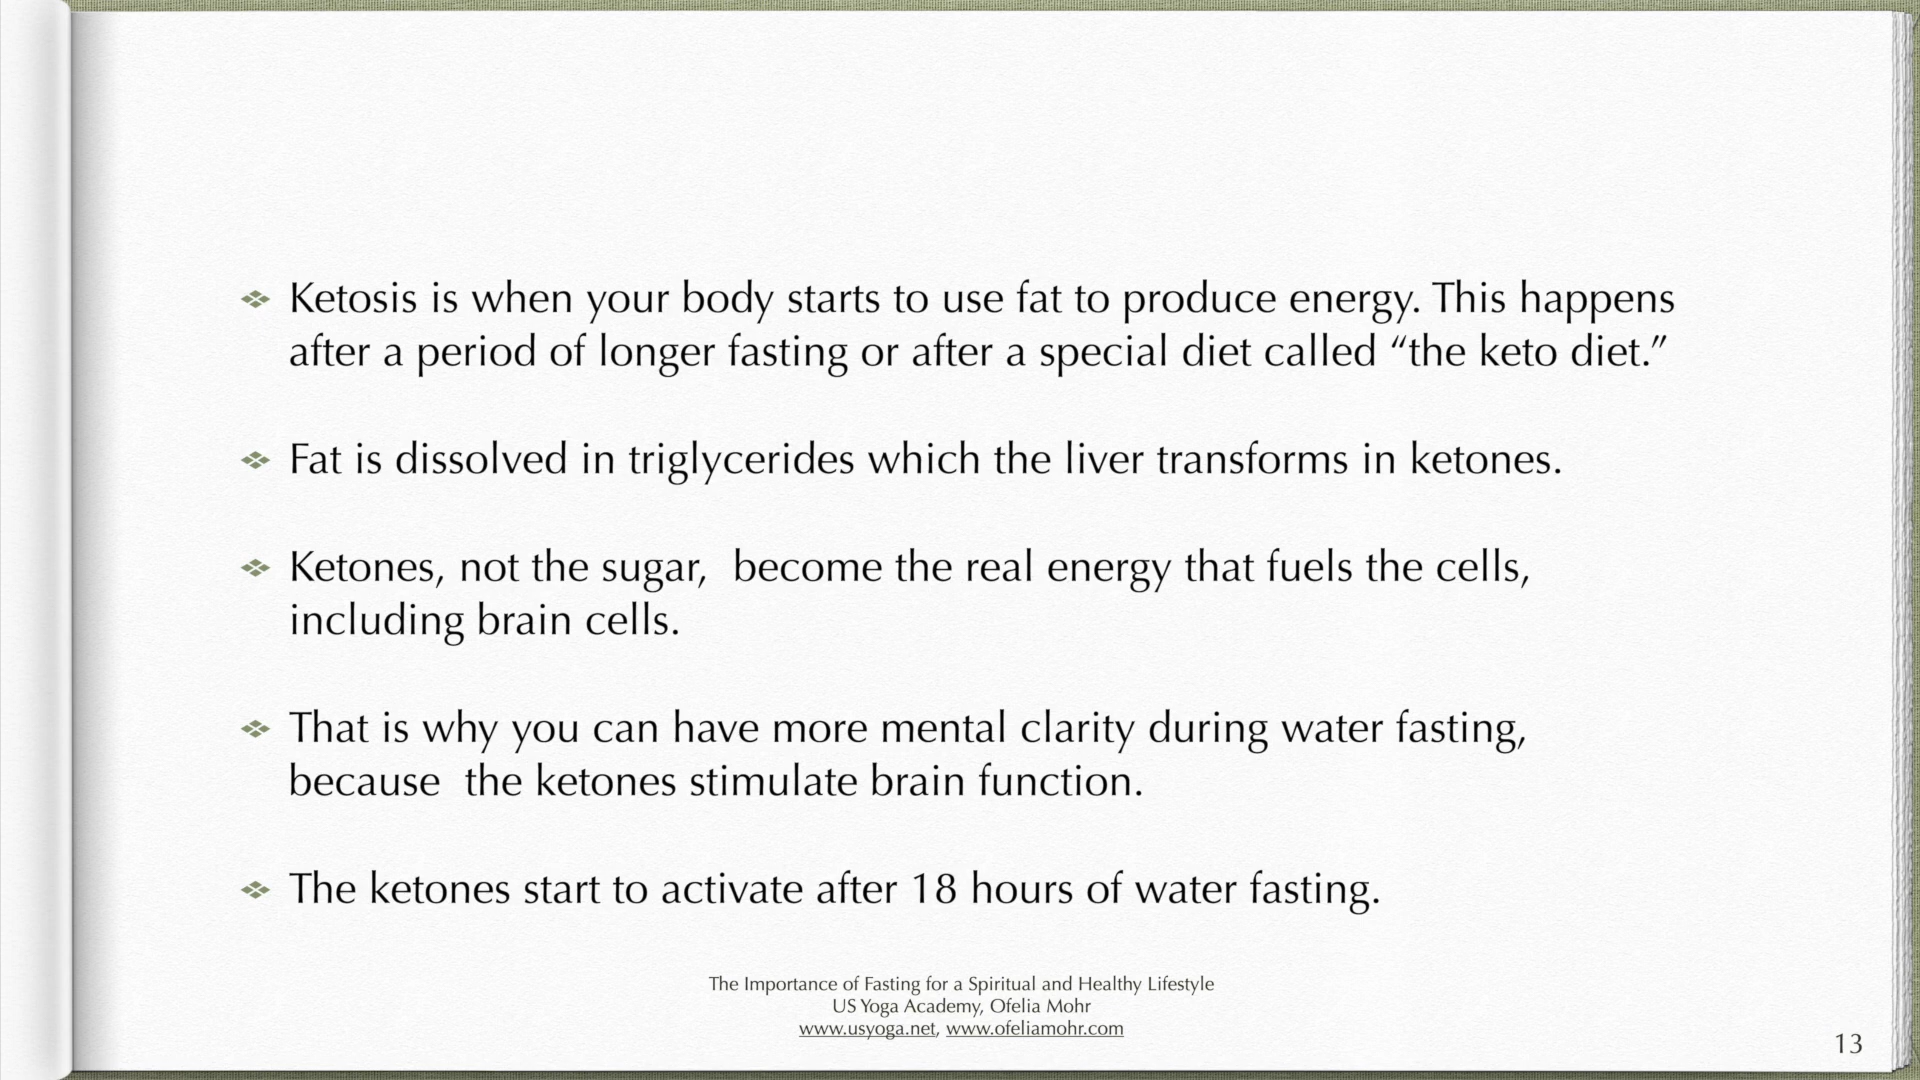 Ketosis is when your body starts to use fat to produce energy. This happens
after a period of longer fasting or after a special diet called “the keto diet.”
Fat is dissolved in triglycerides which the liver transforms in ketones.
Ketones, not the sugar,  become the real energy that fuels the cells,
including brain cells.
That is why you can have more mental clarity during water fasting,
because  the ketones stimulate brain function.
The ketones start to activate after 18 hours of water fasting.
The Importance of Fasting for a Spiritual and Healthy Lifestyle
US Yoga Academy, Ofelia Mohr
www.usyoga.net, www.ofeliamohr.com
13